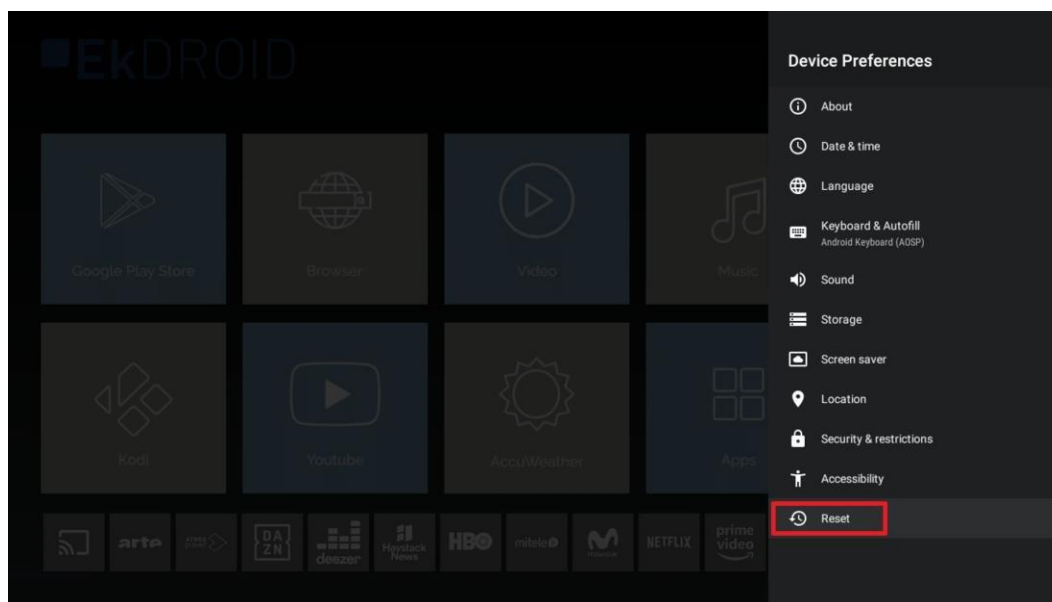 EkDROID
Google Play Store
Browser
Video
Music
Kodi
Youtube
AccuWeather
Apps
arte
DAZN
deezer
Haystack
News
HBO
mitele
NETFLIX
prime
video
Device Preferences
About
Date & time
Language
Keyboard & Autofill
Android Keyboard (AOSP)
Sound
Storage
Screen saver
Location
Security & restrictions
Accessibility
Reset